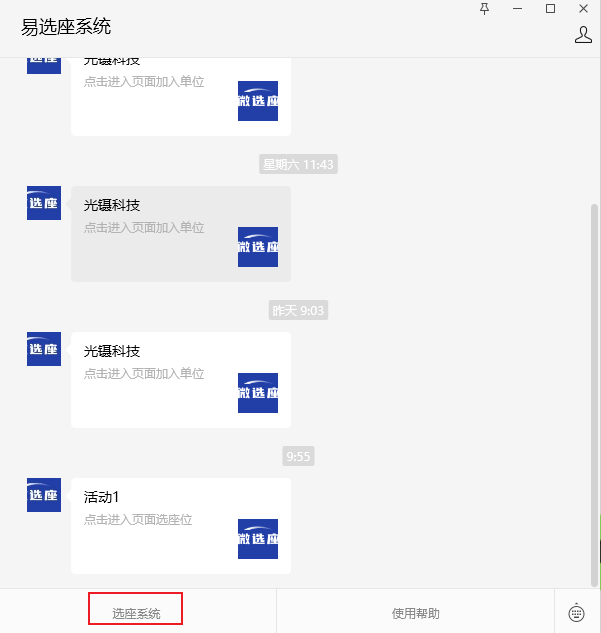 易选座系统
光镊科技
点击进入页面加入单位
微选座
星期六 11:43
选座
光镊科技
点击进入页面加入单位
微选座
昨天 9:03
选座
光镊科技
点击进入页面加入单位
微选座
9:55
选座
活动1
点击进入页面选座位
微选座
选座系统
使用帮助